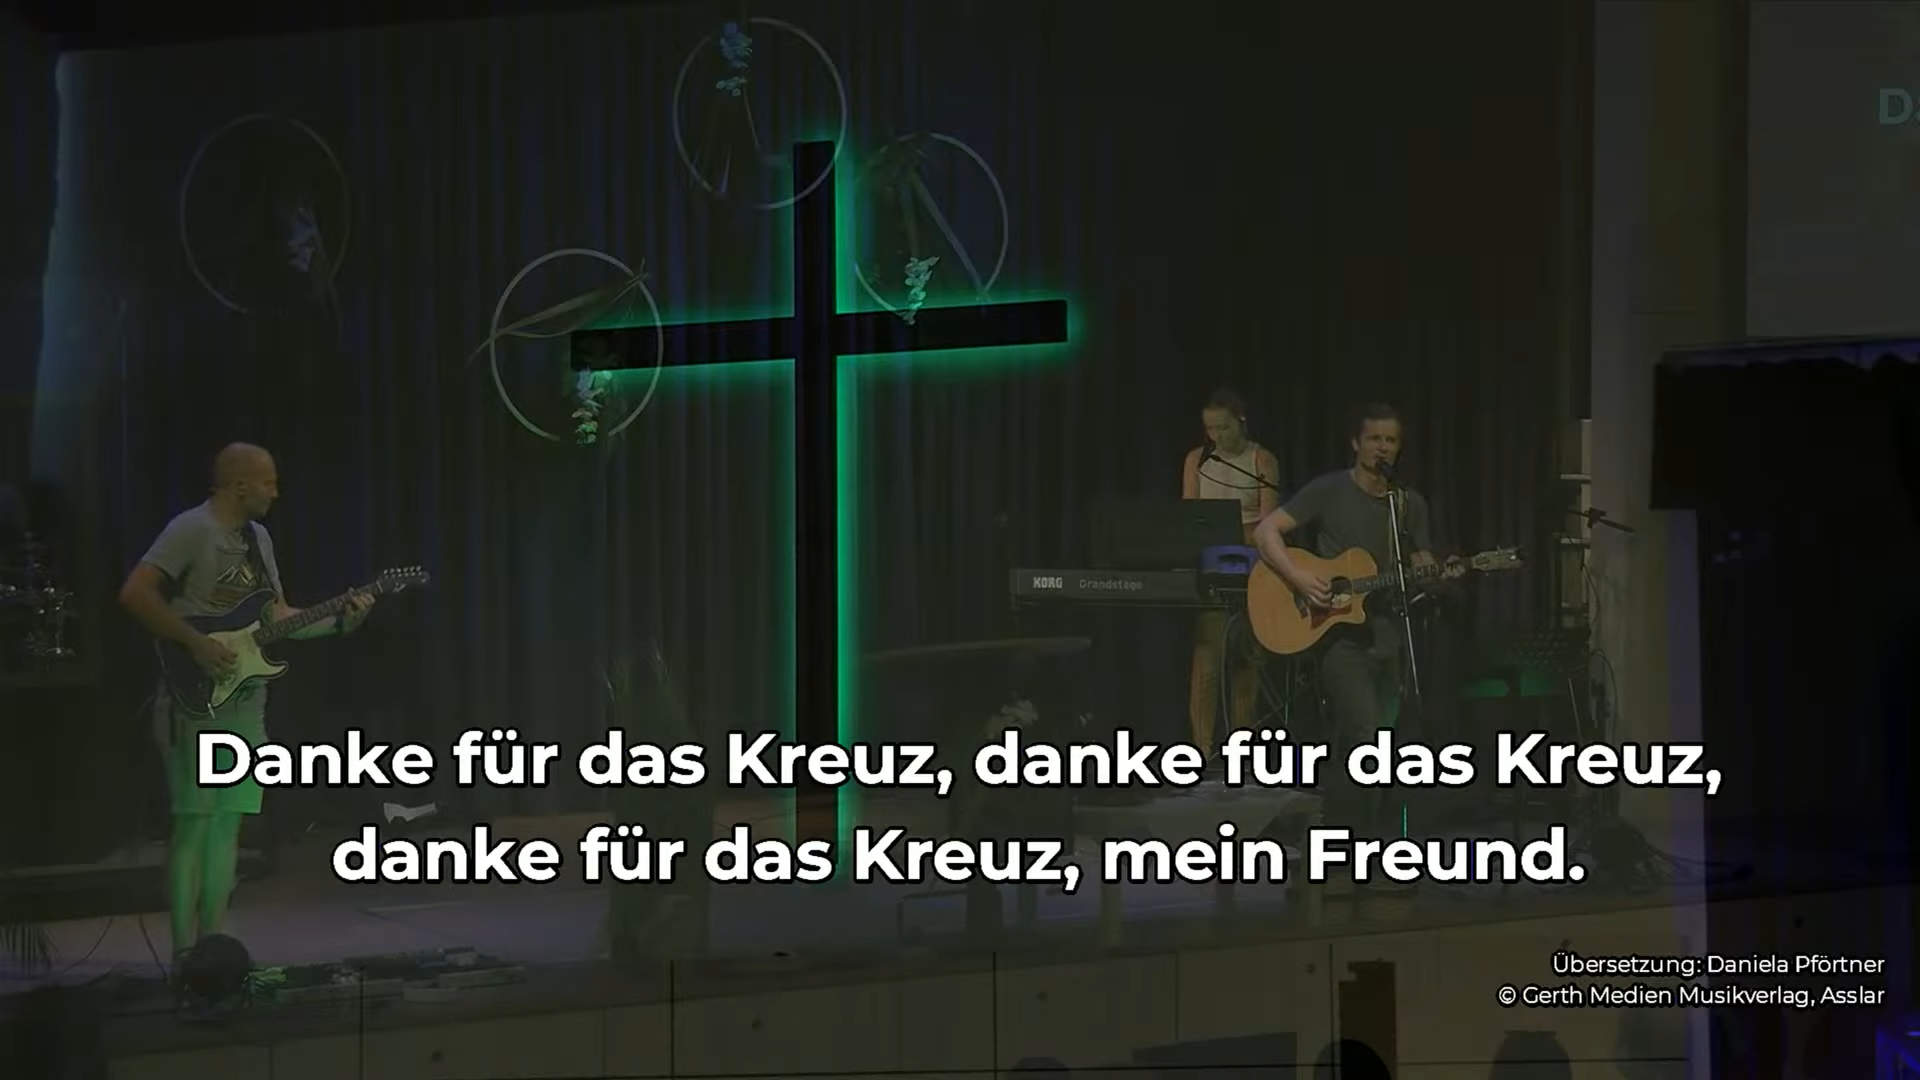 KORG Grandstage
Danke für das Kreuz, danke für das Kreuz,
danke für das Kreuz, mein Freund.
Übersetzung: Daniela Pförtner
© Gerth Medien Musikverlag, Asslar